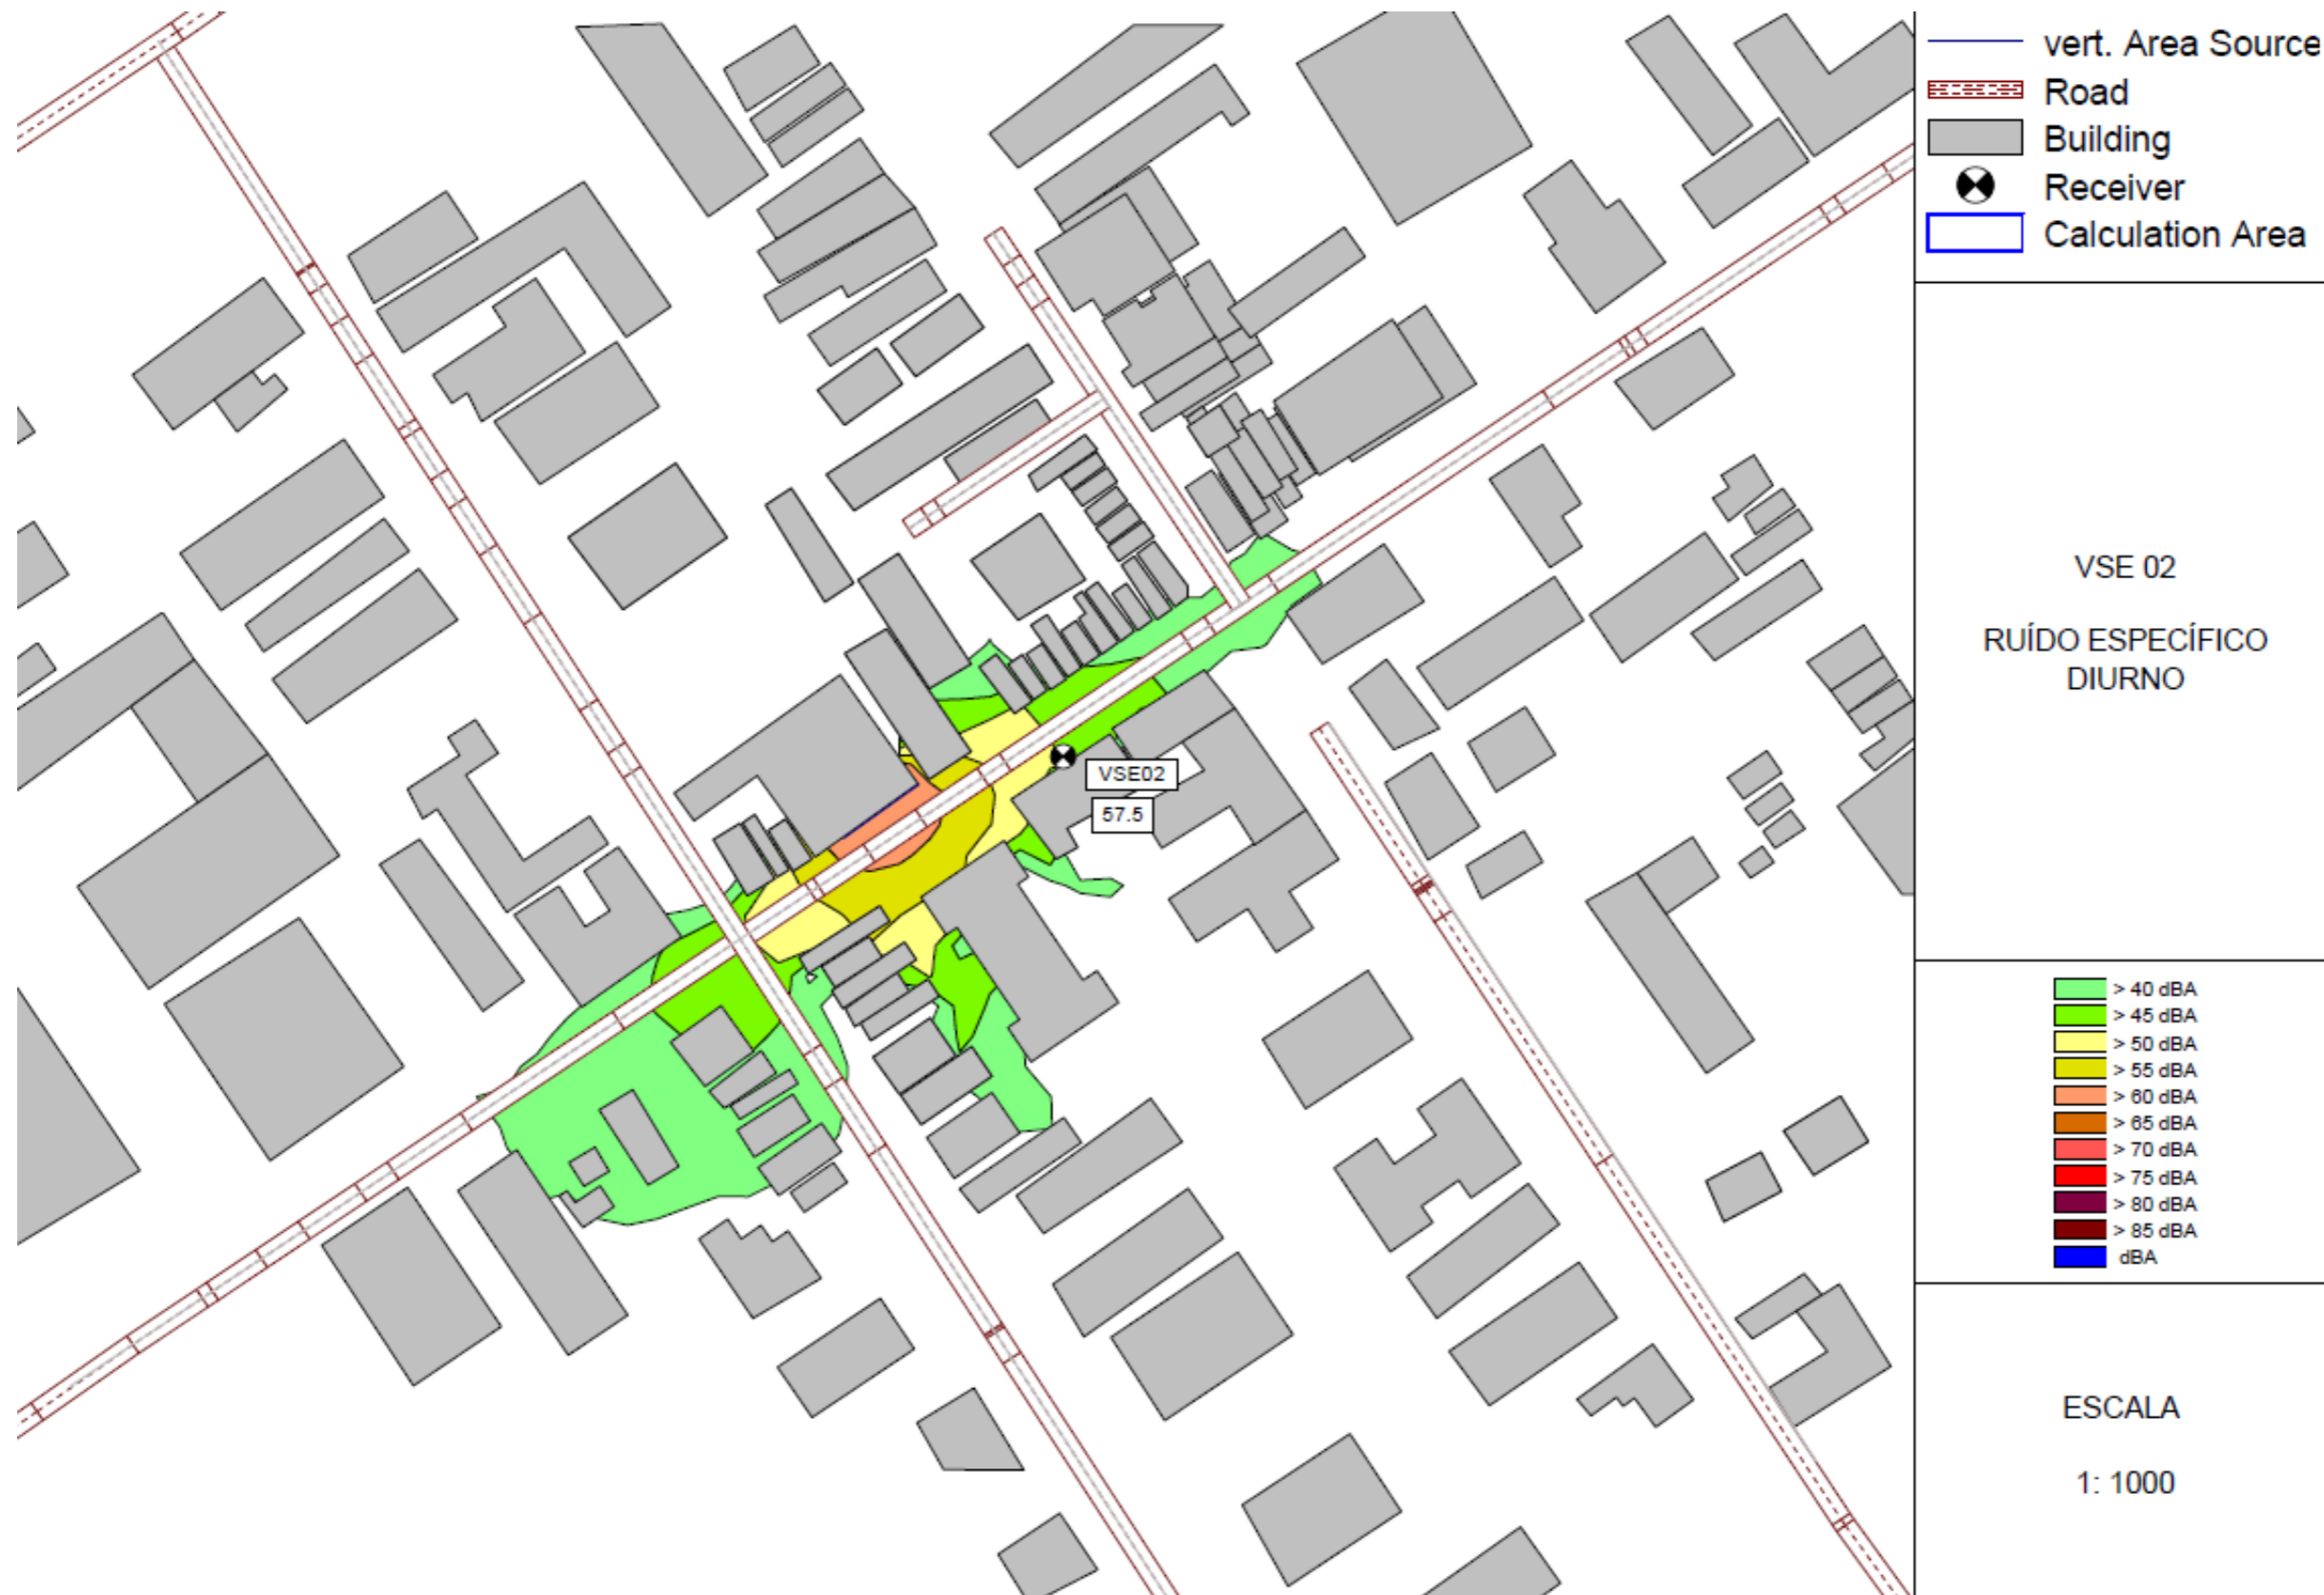 vert. Area Source
Road
Building
Receiver
Calculation Area
VSE 02
RUÍDO ESPECÍFICO
DIURNO
VSE02
57.5
> 40 dBA
> 45 dBA
> 50 dBA
> 55 dBA
> 60 dBA
> 65 dBA
> 70 dBA
> 75 dBA
> 80 dBA
> 85 dBA
dBA
ESCALA
1: 1000